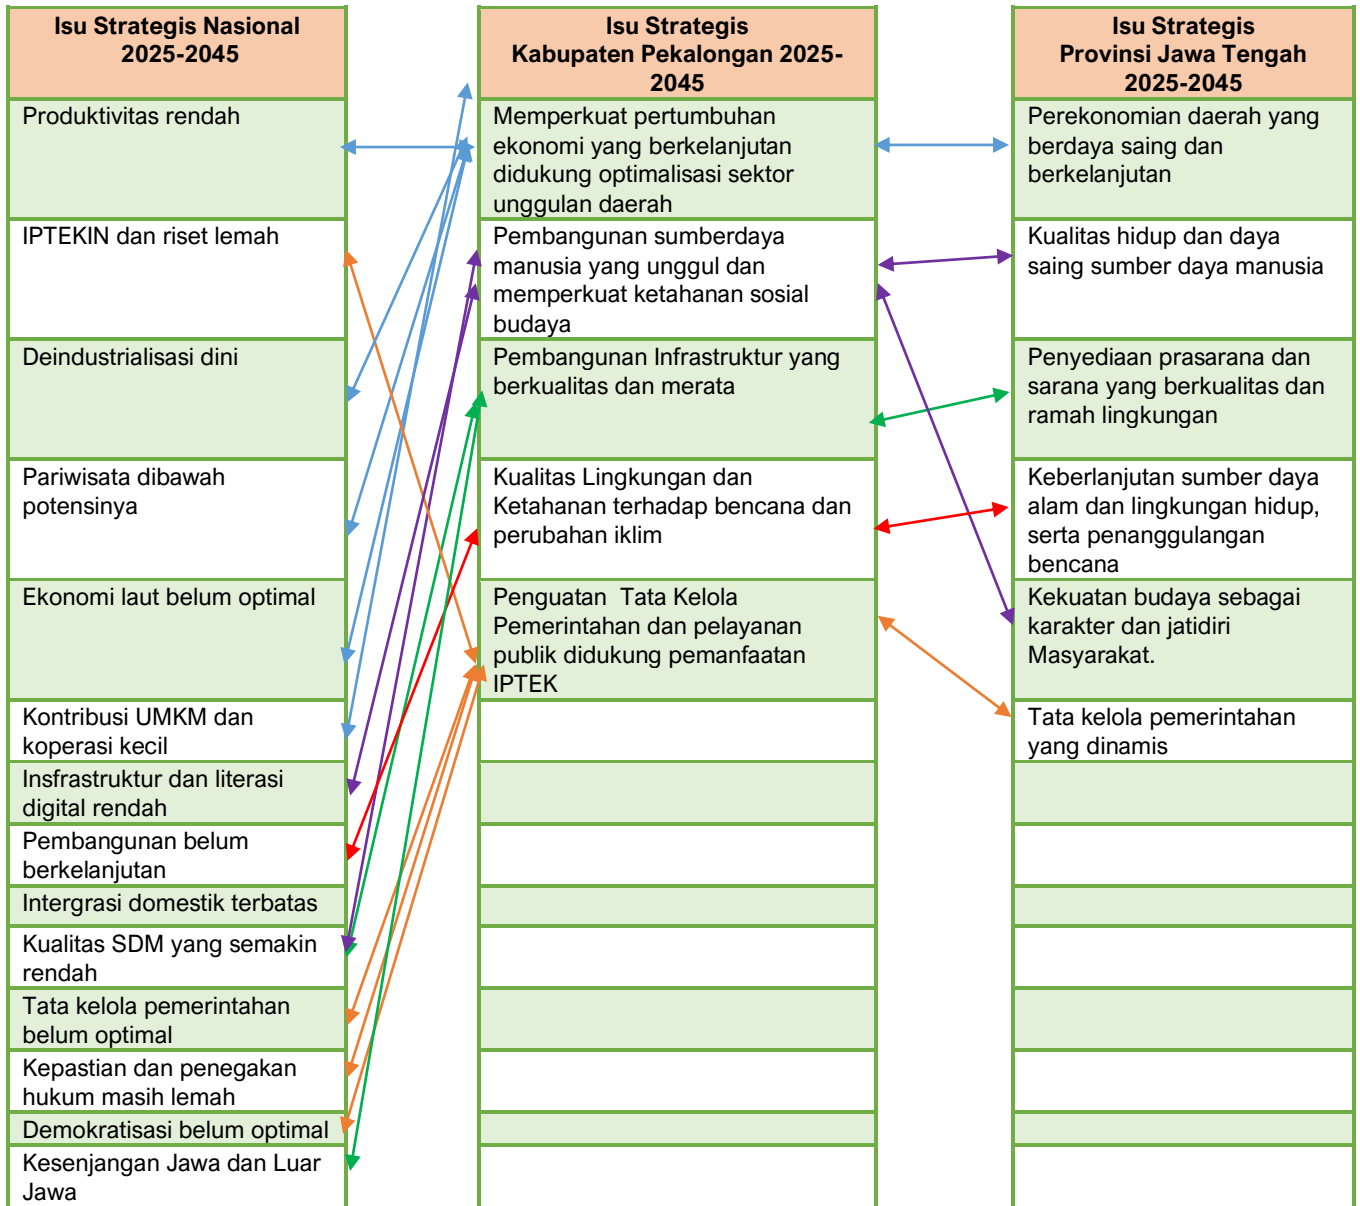 Isu Strategis Nasional
2025-2045
Isu Strategis
Kabupaten Pekalongan 2025-
2045
Isu Strategis
Provinsi Jawa Tengah
2025-2045
Produktivitas rendah
Memperkuat pertumbuhan
ekonomi yang berkelanjutan
didukung optimalisasi sektor
unggulan daerah
Perekonomian daerah yang
berdaya saing dan
berkelanjutan
IPTEKIN dan riset lemah
Pembangunan sumberdaya
manusia yang unggul dan
memperkuat ketahanan sosial
budaya
Kualitas hidup dan daya
saing sumber daya manusia
Deindustrialisasi dini
Pembangunan Infrastruktur yang
berkualitas dan merata
Penyediaan prasarana dan
sarana yang berkualitas dan
ramah lingkungan
Pariwisata dibawah
potensinya
Kualitas Lingkungan dan
Ketahanan terhadap bencana dan
perubahan iklim
Keberlanjutan sumber daya
alam dan lingkungan hidup,
serta penanggulangan
bencana
Ekonomi laut belum optimal
Penguatan  Tata Kelola
Pemerintahan dan pelayanan
publik didukung pemanfaatan
IPTEK
Kekuatan budaya sebagai
karakter dan jatidiri
Masyarakat.
Kontribusi UMKM dan
koperasi kecil
Tata kelola pemerintahan
yang dinamis
Insfrastruktur dan literasi
digital rendah
Pembangunan belum
berkelanjutan
Intergrasi domestik terbatas
Kualitas SDM yang semakin
rendah
Tata kelola pemerintahan
belum optimal
Kepastian dan penegakan
hukum masih lemah
Demokratisasi belum optimal
Kesenjangan Jawa dan Luar
Jawa